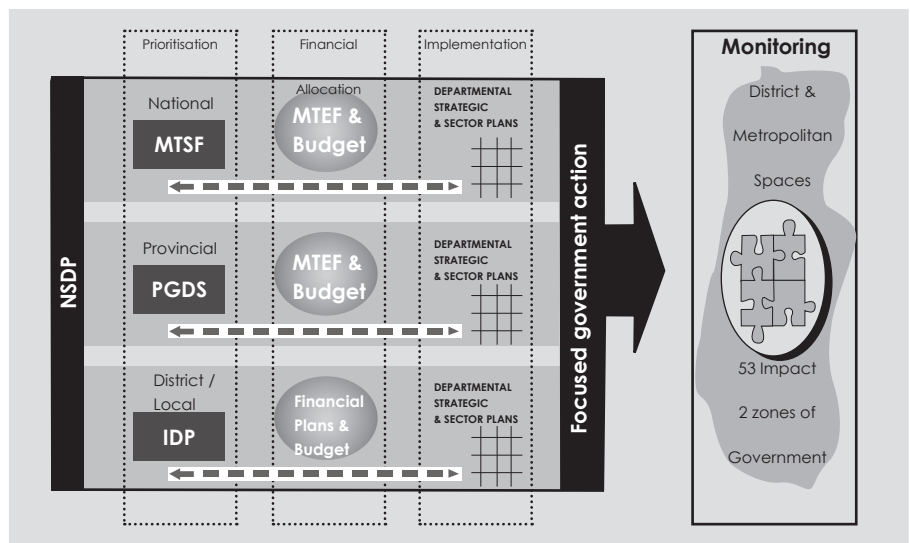 Prioritisation
Financial
Implementation
NSDP
National
MTSF
Allocation
MTEF &
Budget
DEPARTMENTAL
STRATEGIC
& SECTOR PLANS
Provincial
PGDS
MTEF &
Budget
DEPARTMENTAL
STRATEGIC
& SECTOR PLANS
District /
Local
IDP
Financial
Plans &
Budget
DEPARTMENTAL
STRATEGIC
& SECTOR PLANS
Focused government action
Monitoring
District &
Metropolitan
Spaces
53 Impact
2 zones of
Government